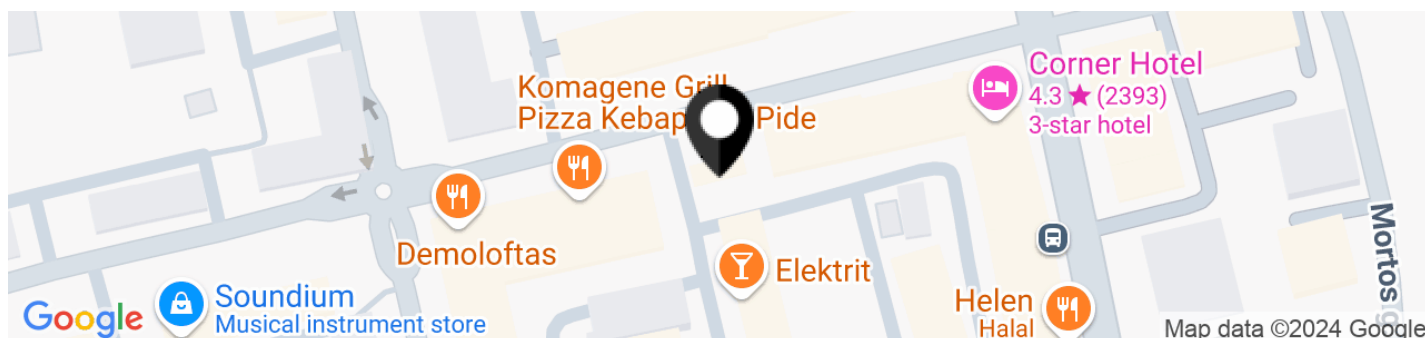 Komagene Grill
Pizza Kebap Pide
Corner Hotel
4.3 ★ (2393)
3-star hotel
Demoloftas
Elektrit
Soundium
Musical instrument store
Helen
Halal
Mortos
Google
Map data ©2024 Google